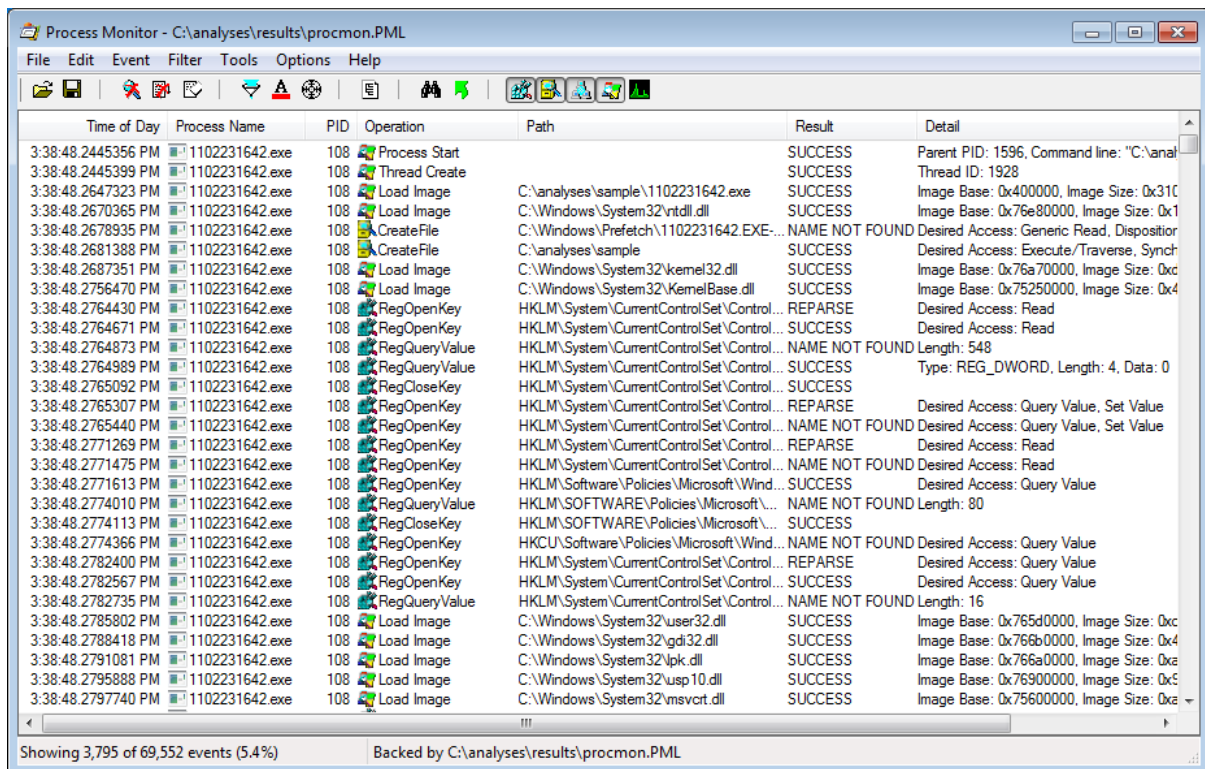 Process Monitor - C:\analyses\results\procmon.PML
File Edit Event Filter Tools Options Help
Time of Day Process Name PID Operation Path Result Detail
3:38:48.2445356 PM 1102231642.exe 108 Process Start SUCCESS Parent PID: 1596, Command line: "C:\anal
3:38:48.2445399 PM 1102231642.exe 108 Thread Create SUCCESS Thread ID: 1928
3:38:48.2647323 PM 1102231642.exe 108 Load Image C:\analyses\sample\1102231642.exe SUCCESS Image Base: 0x400000, Image Size: 0x310
3:38:48.2670365 PM 1102231642.exe 108 Load Image C:\Windows\System32\ntdll.dll SUCCESS Image Base: 0x76e80000, Image Size: 0x1
3:38:48.2678935 PM 1102231642.exe 108 CreateFile C:\Windows\Prefetch\1102231642.EXE-... NAME NOT FOUND Desired Access: Generic Read, Disposition
3:38:48.2681388 PM 1102231642.exe 108 CreateFile C:\analyses\sample SUCCESS Desired Access: Execute/Traverse, Synch
3:38:48.2687351 PM 1102231642.exe 108 Load Image C:\Windows\System32\kernel32.dll SUCCESS Image Base: 0x76a70000, Image Size: 0xd
3:38:48.2756470 PM 1102231642.exe 108 Load Image C:\Windows\System32\KernelBase.dll SUCCESS Image Base: 0x75250000, Image Size: 0x4
3:38:48.2764430 PM 1102231642.exe 108 RegOpenKey HKLM\System\CurrentControlSet\Control... REPARSE Desired Access: Read
3:38:48.2764671 PM 1102231642.exe 108 RegOpenKey HKLM\System\CurrentControlSet\Control... SUCCESS Desired Access: Read
3:38:48.2764873 PM 1102231642.exe 108 RegQueryValue HKLM\System\CurrentControlSet\Control... NAME NOT FOUND Length: 548
3:38:48.2764989 PM 1102231642.exe 108 RegQueryValue HKLM\System\CurrentControlSet\Control... SUCCESS Type: REG_DWORD, Length: 4, Data: 0
3:38:48.2765092 PM 1102231642.exe 108 RegCloseKey HKLM\System\CurrentControlSet\Control... SUCCESS
3:38:48.2765307 PM 1102231642.exe 108 RegOpenKey HKLM\System\CurrentControlSet\Control... REPARSE Desired Access: Query Value, Set Value
3:38:48.2765440 PM 1102231642.exe 108 RegOpenKey HKLM\System\CurrentControlSet\Control... NAME NOT FOUND Desired Access: Query Value, Set Value
3:38:48.2771269 PM 1102231642.exe 108 RegOpenKey HKLM\System\CurrentControlSet\Control... REPARSE Desired Access: Read
3:38:48.2771475 PM 1102231642.exe 108 RegOpenKey HKLM\System\CurrentControlSet\Control... NAME NOT FOUND Desired Access: Read
3:38:48.2771613 PM 1102231642.exe 108 RegOpenKey HKLM\Software\Policies\Microsoft\Wind... SUCCESS Desired Access: Query Value
3:38:48.2774010 PM 1102231642.exe 108 RegQueryValue HKLM\SOFTWARE\Policies\Microsoft\... NAME NOT FOUND Length: 80
3:38:48.2774113 PM 1102231642.exe 108 RegCloseKey HKLM\SOFTWARE\Policies\Microsoft\... SUCCESS
3:38:48.2774366 PM 1102231642.exe 108 RegOpenKey HKCU\Software\Policies\Microsoft\Wind... NAME NOT FOUND Desired Access: Query Value
3:38:48.2782400 PM 1102231642.exe 108 RegOpenKey HKLM\System\CurrentControlSet\Control... REPARSE Desired Access: Query Value
3:38:48.2782567 PM 1102231642.exe 108 RegOpenKey HKLM\System\CurrentControlSet\Control... SUCCESS Desired Access: Query Value
3:38:48.2782735 PM 1102231642.exe 108 RegQueryValue HKLM\System\CurrentControlSet\Control... NAME NOT FOUND Length: 16
3:38:48.2785802 PM 1102231642.exe 108 Load Image C:\Windows\System32\user32.dll SUCCESS Image Base: 0x765d0000, Image Size: 0xc
3:38:48.2788418 PM 1102231642.exe 108 Load Image C:\Windows\System32\gdi32.dll SUCCESS Image Base: 0x766b0000, Image Size: 0x4
3:38:48.2791081 PM 1102231642.exe 108 Load Image C:\Windows\System32\lpk.dll SUCCESS Image Base: 0x766a0000, Image Size: 0xa
3:38:48.2795888 PM 1102231642.exe 108 Load Image C:\Windows\System32\usp10.dll SUCCESS Image Base: 0x76900000, Image Size: 0x9
3:38:48.2797740 PM 1102231642.exe 108 Load Image C:\Windows\System32\msvcrt.dll SUCCESS Image Base: 0x75600000, Image Size: 0xa
Showing 3,795 of 69,552 events (5.4%) Backed by C:\analyses\results\procmon.PML